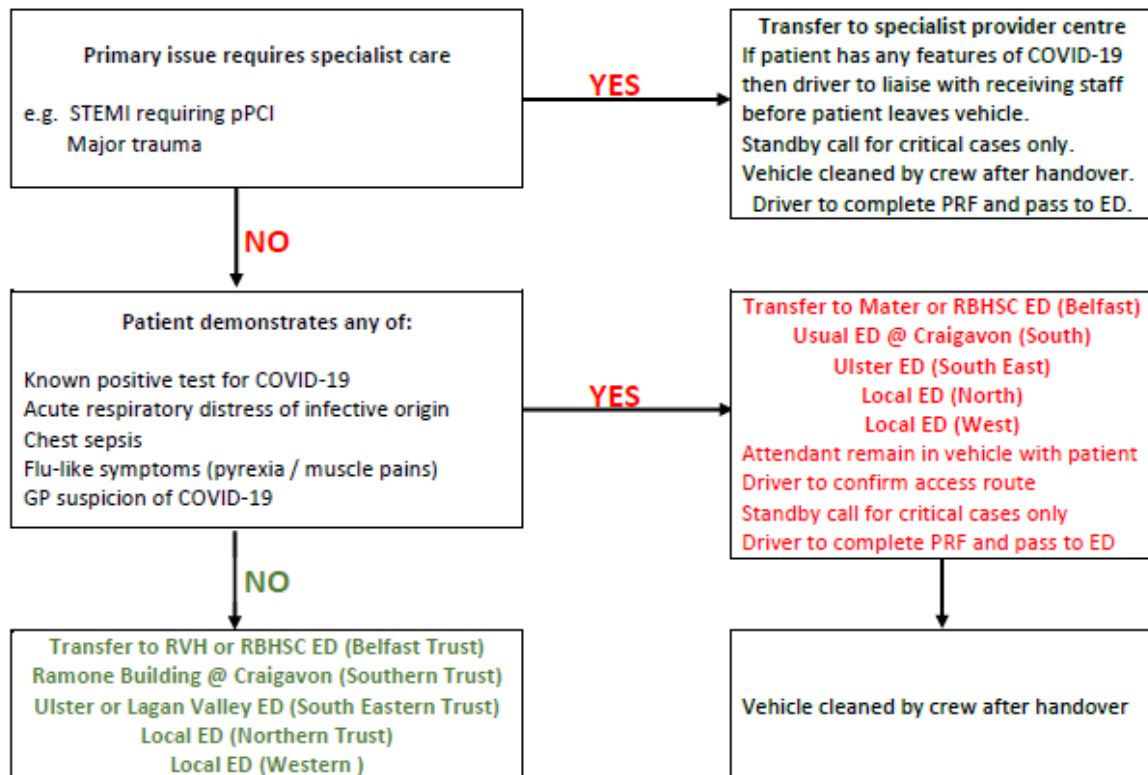 Primary issue requires specialist care
e.g. STEMI requiring pPCI
Major trauma
YES
Transfer to specialist provider centre
If patient has any features of COVID-19
then driver to liaise with receiving staff
before patient leaves vehicle.
Standby call for critical cases only.
Vehicle cleaned by crew after handover.
Driver to complete PRF and pass to ED.
NO
Patient demonstrates any of:
Known positive test for COVID-19
Acute respiratory distress of infective origin
Chest sepsis
Flu-like symptoms (pyrexia / muscle pains)
GP suspicion of COVID-19
YES
Transfer to Mater or RBHSC ED (Belfast)
Usual ED @ Craigavon (South)
Ulster ED (South East)
Local ED (North)
Local ED (West)
Attendant remain in vehicle with patient
Driver to confirm access route
Standby call for critical cases only
Driver to complete PRF and pass to ED
NO
Transfer to RVH or RBHSC ED (Belfast Trust)
Ramone Building @ Craigavon (Southern Trust)
Ulster or Lagan Valley ED (South Eastern Trust)
Local ED (Northern Trust)
Local ED (Western )
Vehicle cleaned by crew after handover